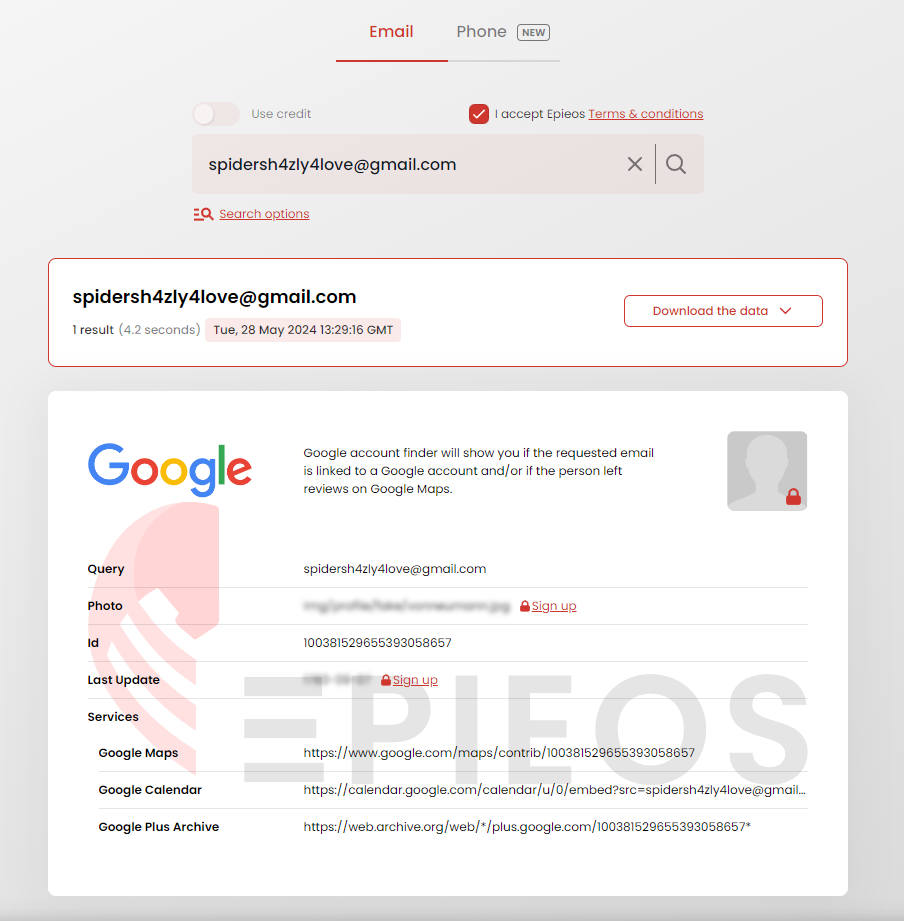 Email Phone NEW
Use credit I accept Epieos Terms & conditions
spidersh4zly4love@gmail.com
Search options
spidersh4zly4love@gmail.com
1 result (4.2 seconds) Tue, 28 May 2024 13:29:16 GMT
Download the data
Google
Google account finder will show you if the requested email
is linked to a Google account and/or if the person left
reviews on Google Maps.
Query spidersh4zly4love@gmail.com
Photo Sign up
Id 100381529655393058657
Last Update Sign up
Services
Google Maps https://www.google.com/maps/contrib/100381529655393058657
Google Calendar https://calendar.google.com/calendar/u/0/embed?src=spidersh4zly4love@gmail...
Google Plus Archive https://web.archive.org/web/*/plus.google.com/100381529655393058657*
EPIEOS